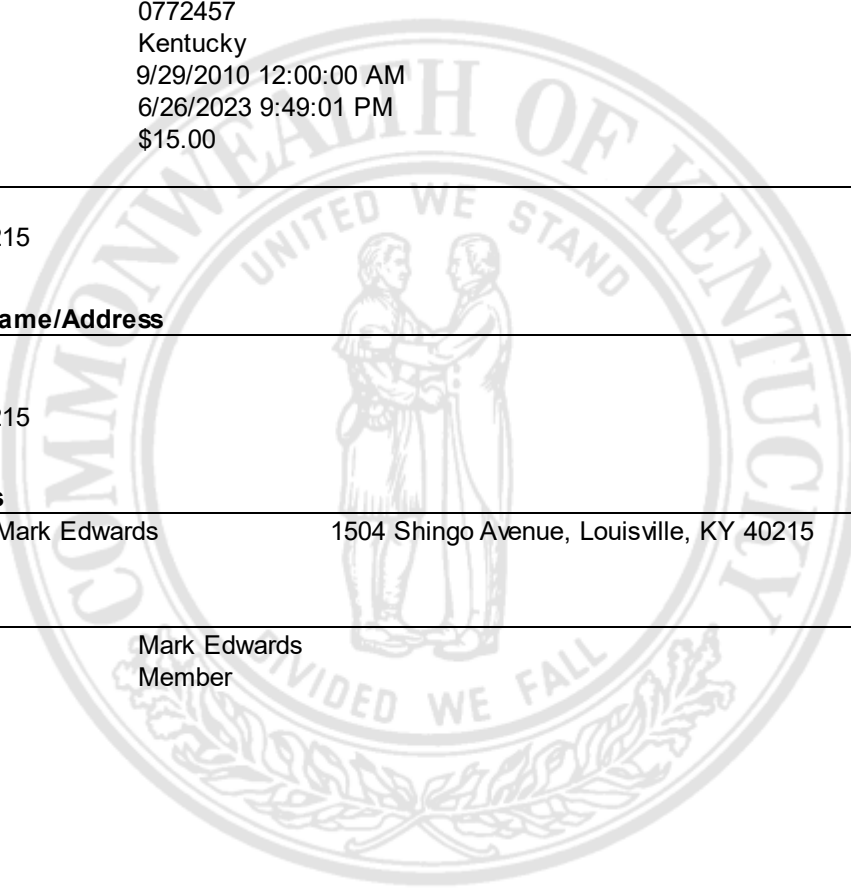 0772457
Kentucky
9/29/2010 12:00:00 AM
6/26/2023 9:49:01 PM
$15.00
COMMONWEALTH OF KENTUCKY
UNITED WE STAND
215
ame/Address
215
s
Mark Edwards 1504 Shingo Avenue, Louisville, KY 40215
Mark Edwards
Member
DIVIDED WE FALL